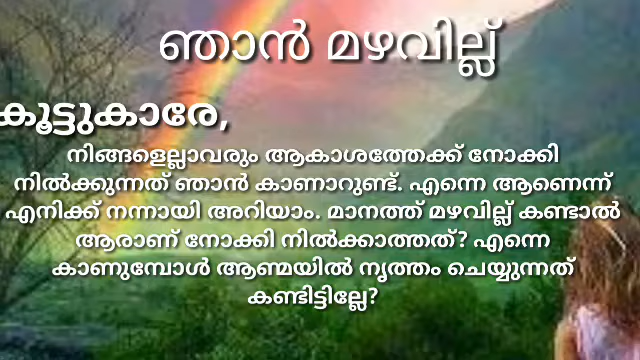 ഞാൻ മഴവില്ല്
കൂട്ടുകാരേ,
നിങ്ങളെല്ലാവരും ആകാശത്തേക്ക് നോക്കി
നിൽക്കുന്നത് ഞാൻ കാണാറുണ്ട്. എന്നെ ആണെന്ന്
എനിക്ക് നന്നായി അറിയാം. മാനത്ത് മഴവില്ല് കണ്ടാൽ
ആരാണ് നോക്കി നിൽക്കാത്തത്? എന്നെ
കാണുമ്പോൾ ആണ്മയിൽ നൃത്തം ചെയ്യുന്നത്
കണ്ടിട്ടില്ലേ?